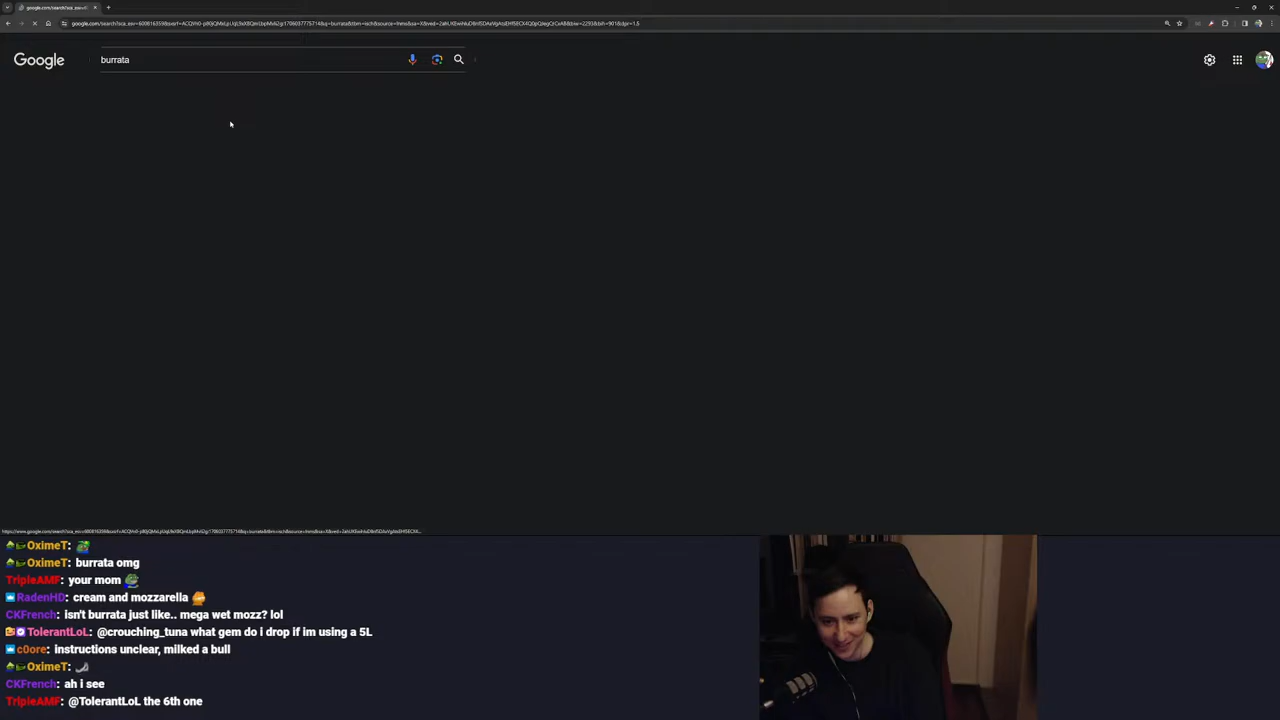 Google
burrata
OximeT:
OximeT: burrata omg
TripleAMF: your mom
RadenHD: cream and mozzarella
CKFrench: isn't burrata just like.. mega wet mozz? lol
TolerantLoL: @crouching_tuna what gem do i drop if im using a 5L
c0ore: instructions unclear, milked a bull
OximeT:
CKFrench: ah i see
TripleAMF: @TolerantLoL the 6th one